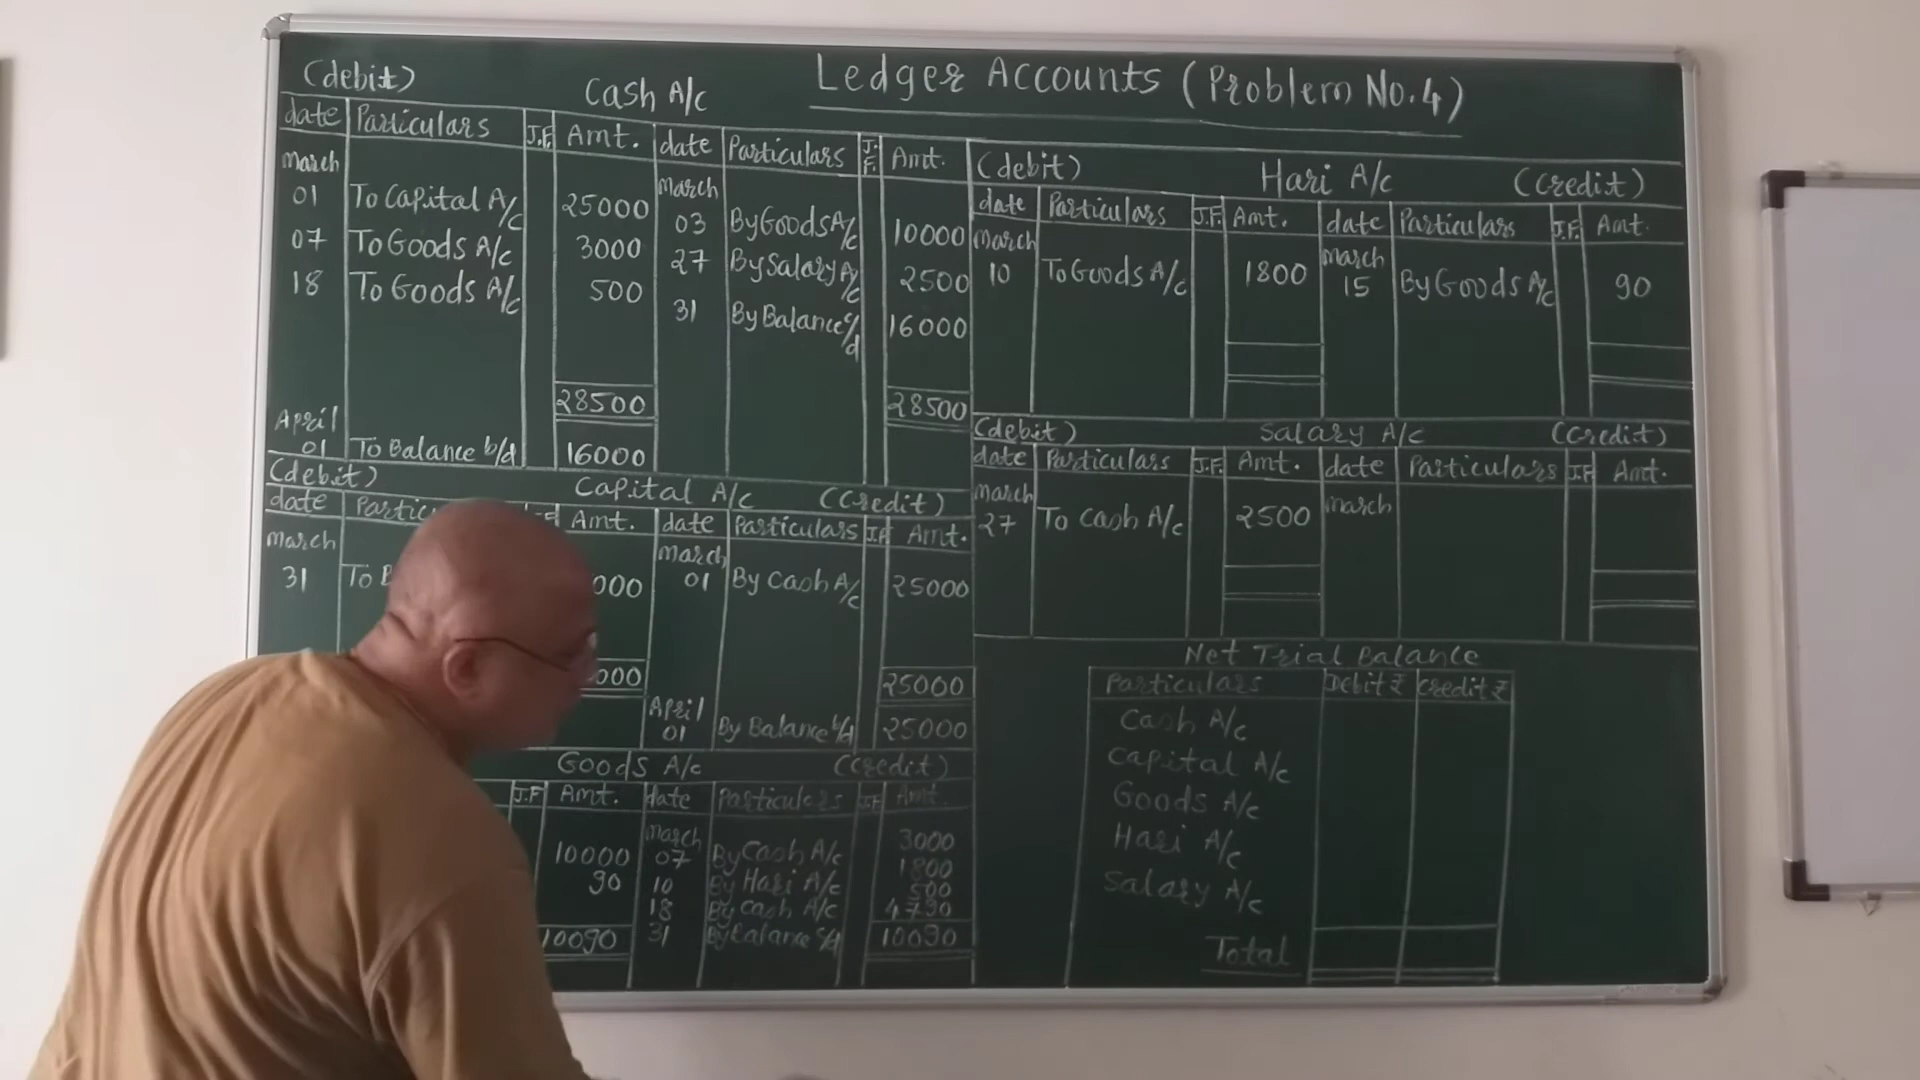 Ledger Accounts (Problem No.4)
(debit) Cash A/c
date Particulars J.F. Amt. date Particulars J.F. Amt.
march march
01 To Capital A/c 25000 03 By Goods A/c 10000
07 To Goods A/c 3000 27 By Salary A/c 2500
18 To Goods A/c 500 31 By Balance c/d 16000
28500 28500
April
01 To Balance b/d 16000
(debit) Capital A/c (Credit)
date Amt. date Particulars J.F. Amt.
march march
31 To 000 01 By Cash A/c 25000
000 25000
April
01 By Balance b/d 25000
Goods A/c (Credit)
J.F Amt. date Particulars J.F Amt.
march
10000 07 By Cash A/c 3000
90 10 By Hari A/c 1800
18 By Cash A/c 500
31 By Balance c/d 4790
10090 10090
(debit) Hari A/c (Credit)
date Particulars J.F. Amt. date Particulars J.F. Amt.
march march
10 To Goods A/c 1800 15 By Goods A/c 90
(debit) Salary A/c (Credit)
date Particulars J.F. Amt. date Particulars J.F Amt.
march march
27 To Cash A/c 2500
Net Trial Balance
Particulars Debit ₹ Credit ₹
Cash A/c
Capital A/c
Goods A/c
Hari A/c
Salary A/c
Total